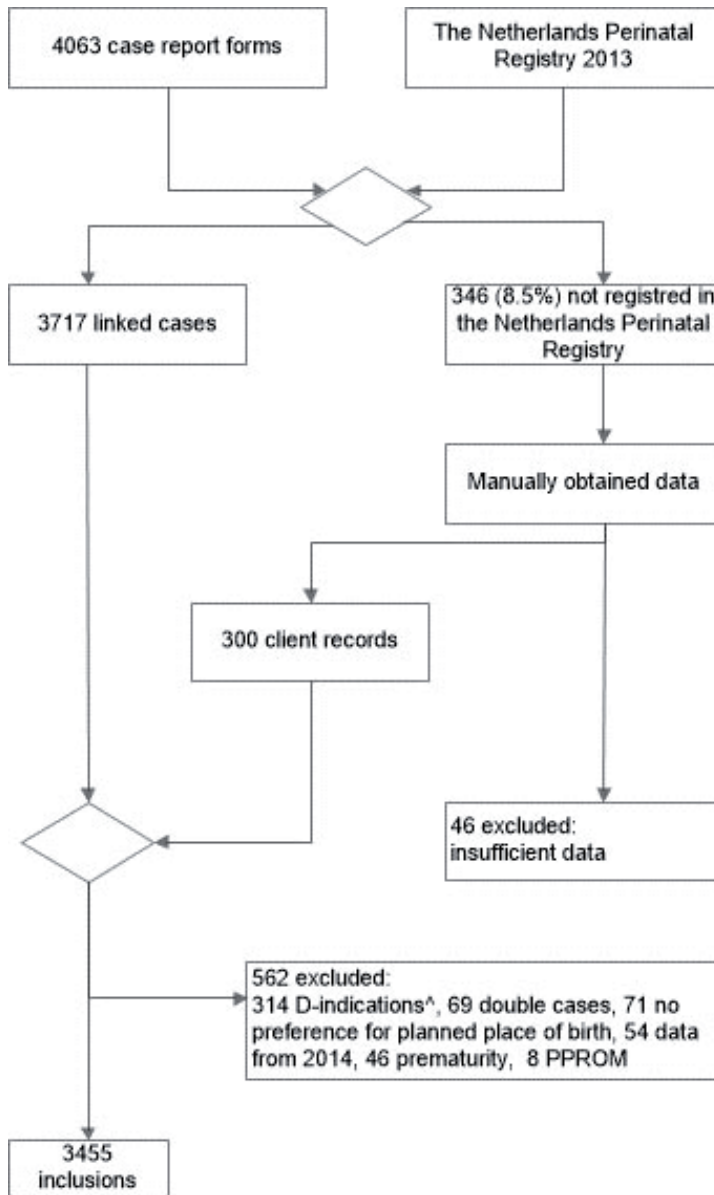 4063 case report forms
The Netherlands Perinatal
Registry 2013
3717 linked cases
346 (8.5%) not registred in
the Netherlands Perinatal
Registry
Manually obtained data
300 client records
46 excluded:
insufficient data
562 excluded:
314 D-indications^, 69 double cases, 71 no
preference for planned place of birth, 54 data
from 2014, 46 prematurity, 8 PPROM
3455
inclusions